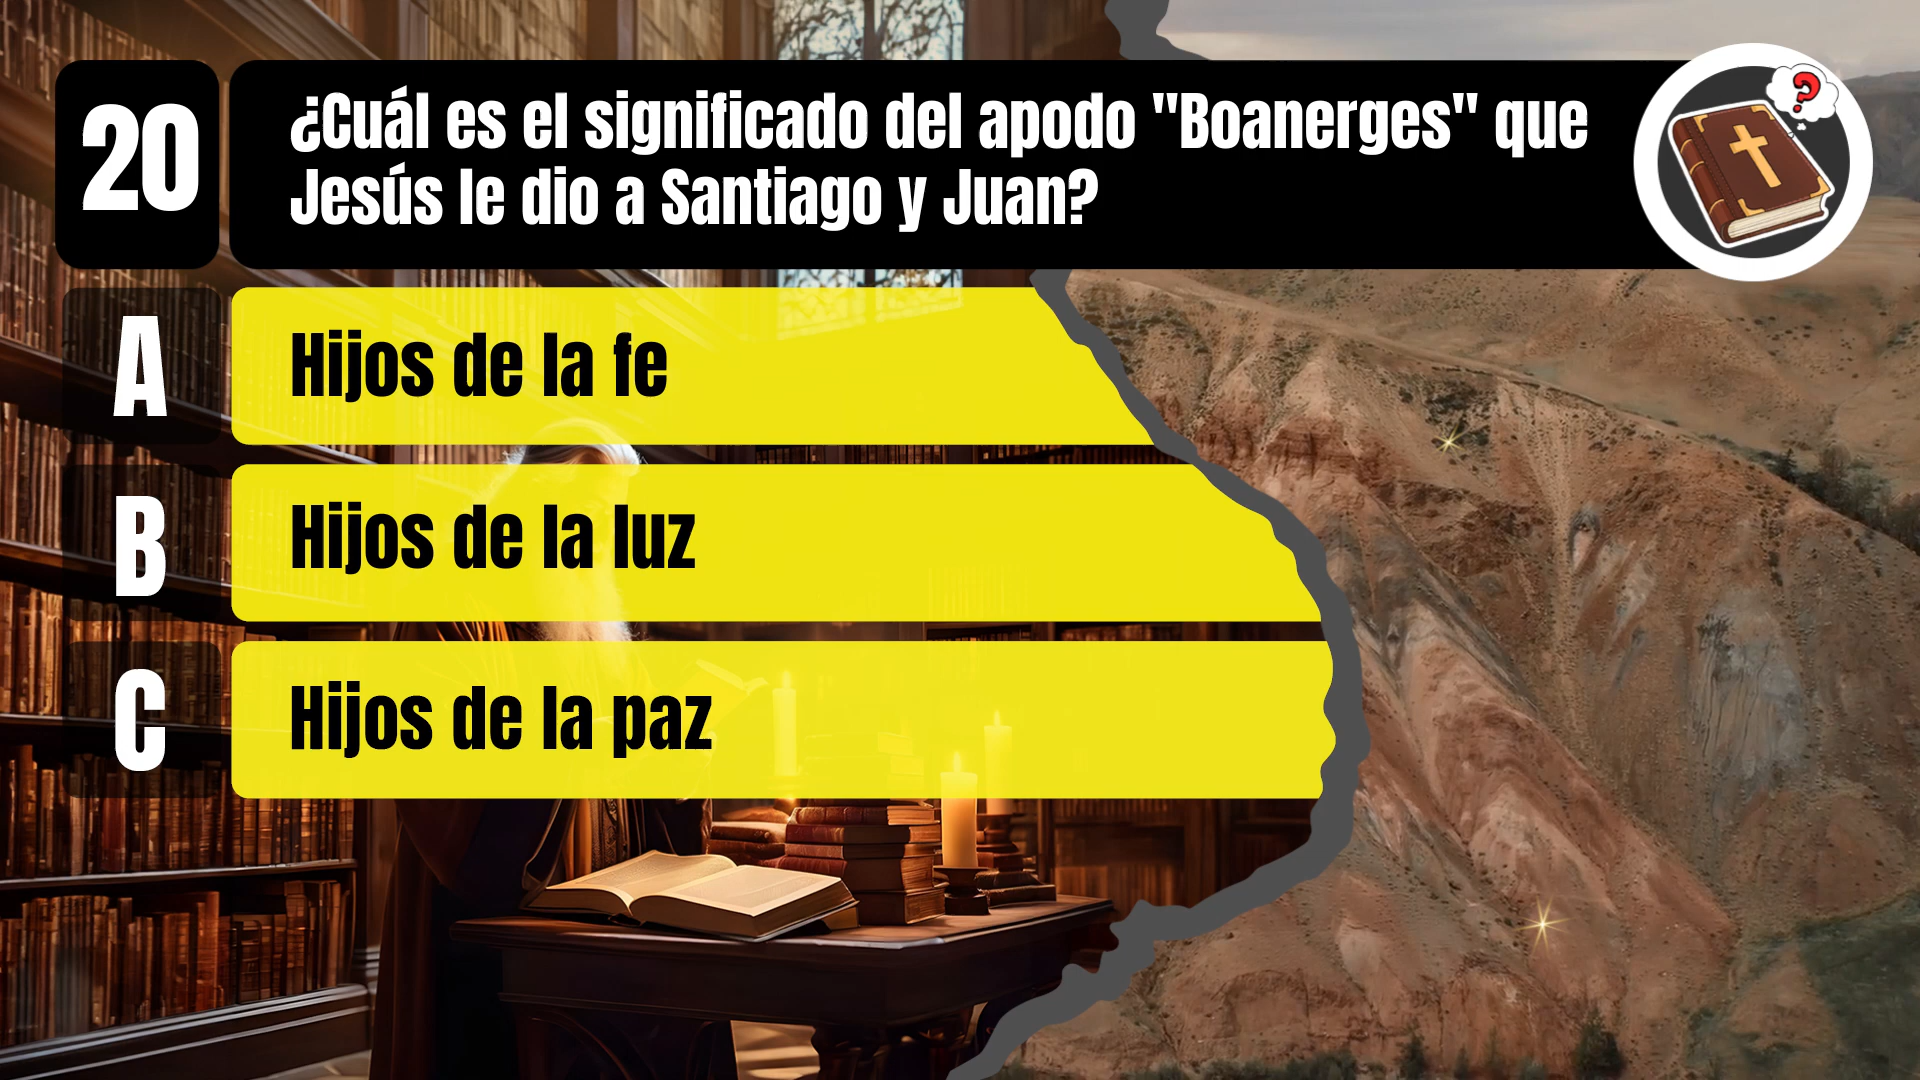 20
¿Cuál es el significado del apodo "Boanerges" que
Jesús le dio a Santiago y Juan?
A
Hijos de la fe
B
Hijos de la luz
C
Hijos de la paz
?